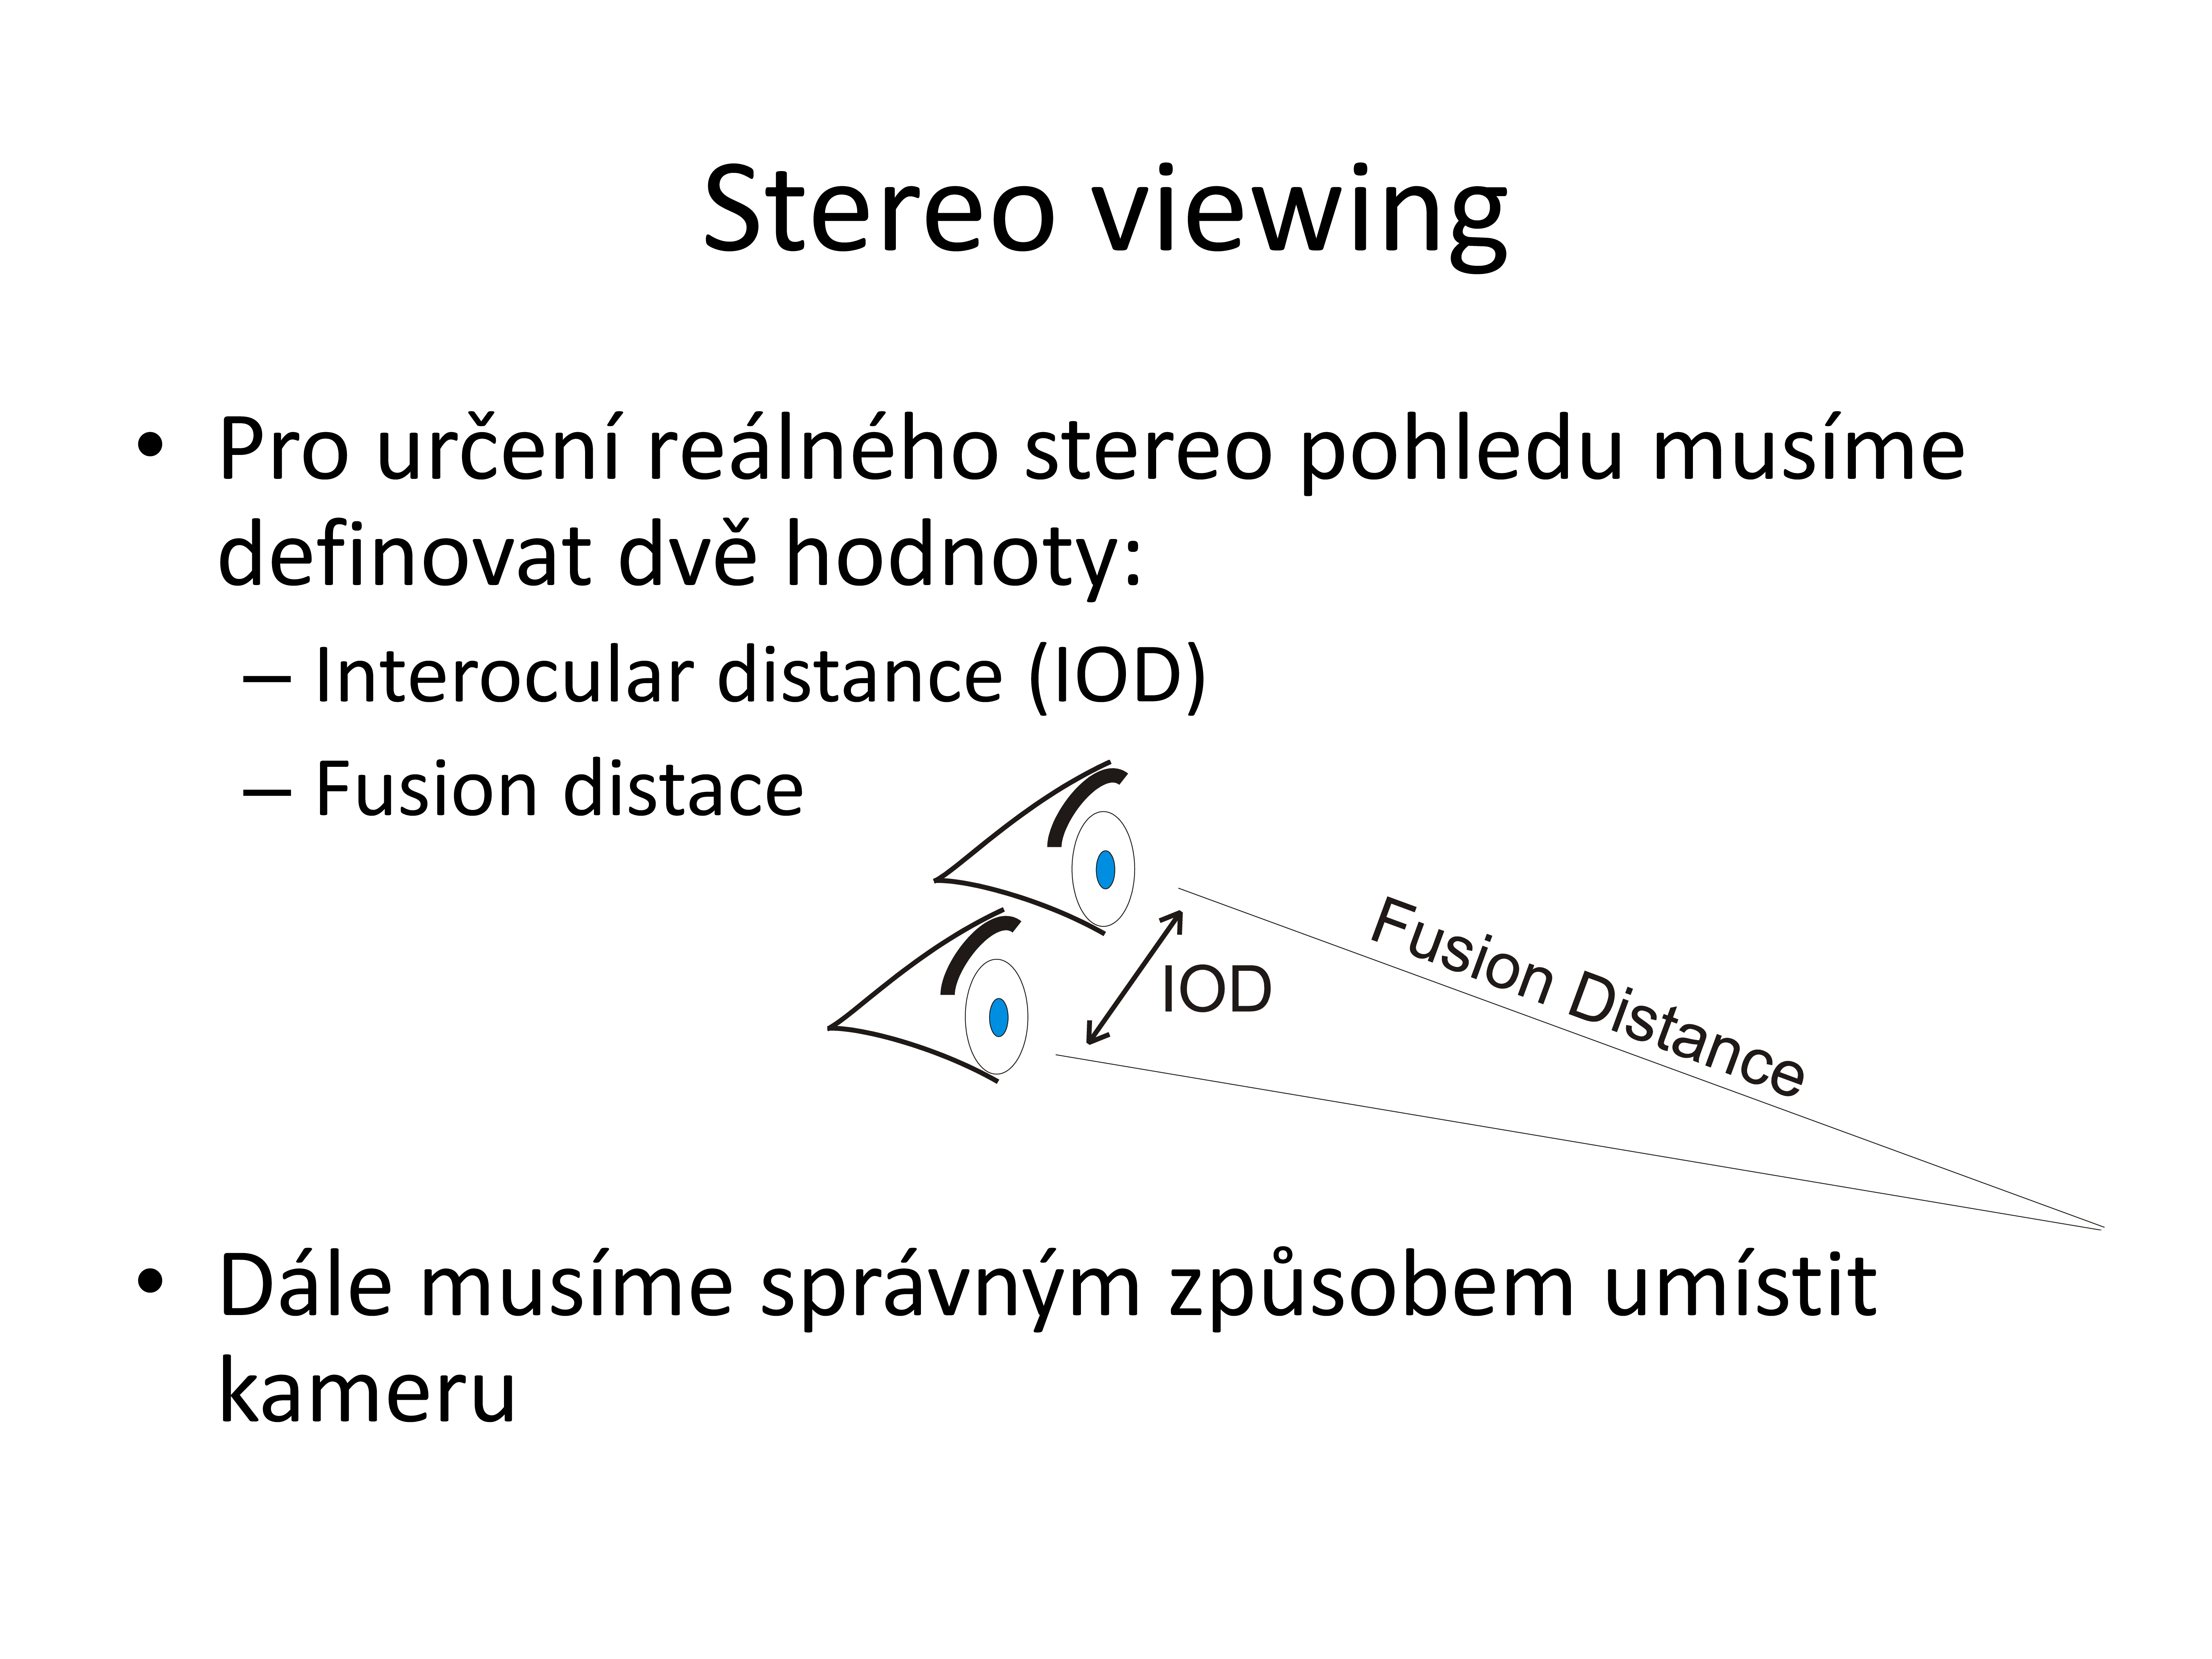 Stereo viewing
• Pro určení reálného stereo pohledu musíme
definovat dvě hodnoty:
– Interocular distance (IOD)
– Fusion distace
Fusion Distance
IOD
• Dále musíme správným způsobem umístit
kameru